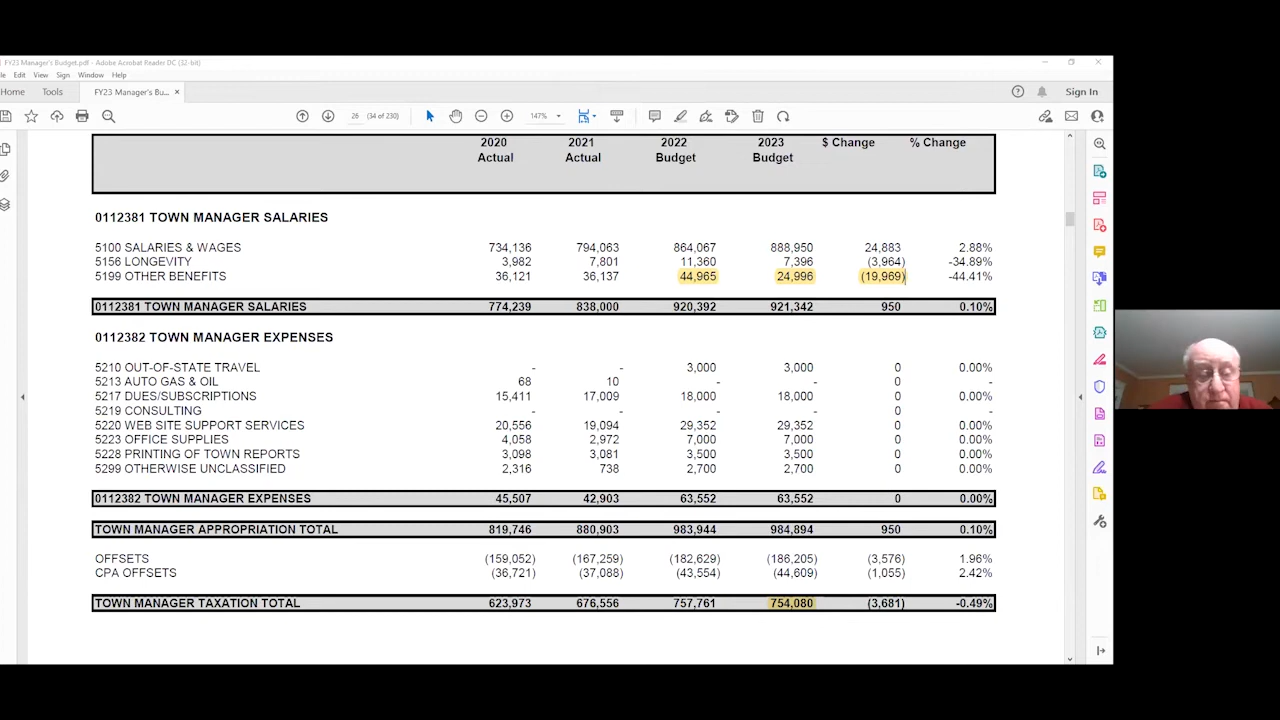 FY23 Manager's Budget.pdf - Adobe Acrobat Reader DC (32-bit)
le Edit View Sign Window Help
Home Tools FY23 Manager's Bu... × Sign In
26 (34 of 230) 147%
2020 2021 2022 2023 $ Change % Change
Actual Actual Budget Budget
0112381 TOWN MANAGER SALARIES
5100 SALARIES & WAGES 734,136 794,063 864,067 888,950 24,883 2.88%
5156 LONGEVITY 3,982 7,801 11,360 7,396 (3,964) -34.89%
5199 OTHER BENEFITS 36,121 36,137 44,965 24,996 (19,969) -44.41%
0112381 TOWN MANAGER SALARIES 774,239 838,000 920,392 921,342 950 0.10%
0112382 TOWN MANAGER EXPENSES
5210 OUT-OF-STATE TRAVEL - - 3,000 3,000 0 0.00%
5213 AUTO GAS & OIL 68 10 - - 0 -
5217 DUES/SUBSCRIPTIONS 15,411 17,009 18,000 18,000 0 0.00%
5219 CONSULTING - - - - 0 -
5220 WEB SITE SUPPORT SERVICES 20,556 19,094 29,352 29,352 0 0.00%
5223 OFFICE SUPPLIES 4,058 2,972 7,000 7,000 0 0.00%
5228 PRINTING OF TOWN REPORTS 3,098 3,081 3,500 3,500 0 0.00%
5299 OTHERWISE UNCLASSIFIED 2,316 738 2,700 2,700 0 0.00%
0112382 TOWN MANAGER EXPENSES 45,507 42,903 63,552 63,552 0 0.00%
TOWN MANAGER APPROPRIATION TOTAL 819,746 880,903 983,944 984,894 950 0.10%
OFFSETS (159,052) (167,259) (182,629) (186,205) (3,576) 1.96%
CPA OFFSETS (36,721) (37,088) (43,554) (44,609) (1,055) 2.42%
TOWN MANAGER TAXATION TOTAL 623,973 676,556 757,761 754,080 (3,681) -0.49%